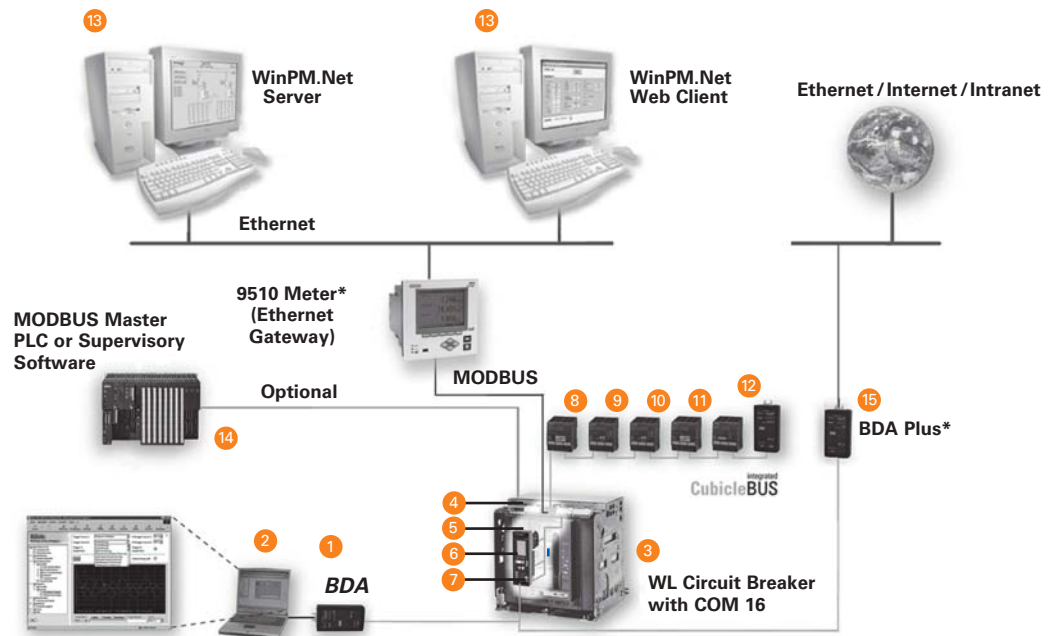 13
13
WinPM.Net
Server
WinPM.Net
Web Client
Ethernet / Internet / Intranet
Ethernet
9510 Meter*
(Ethernet
Gateway)
MODBUS Master
PLC or Supervisory
Software
Optional
MODBUS
14
8
9
10
11
12
15
BDA Plus*
integrated
CubicleBUS
4
5
6
7
3
WL Circuit Breaker
with COM 16
2
1
BDA